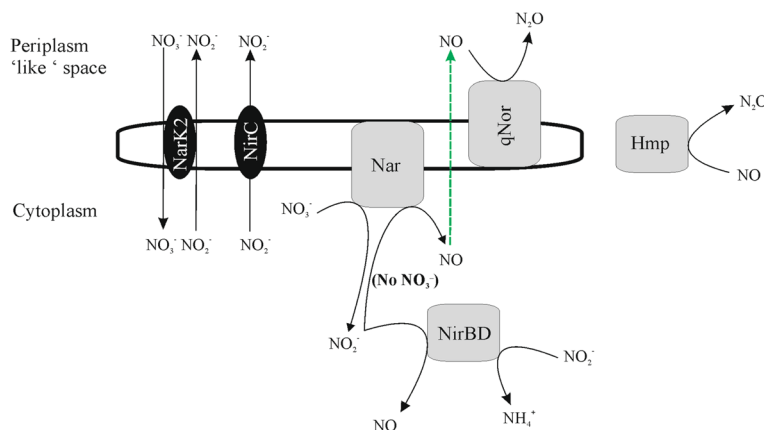 N₂O
Periplasm
'like ' space
NO₃⁻ NO₂⁻ NO₂⁻ NO
NarK2
NirC
qNor
N₂O
Hmp
Nar
NO
Cytoplasm
NO₃⁻
NO₃⁻ NO₂⁻ NO₂⁻ NO
(No NO₃⁻)
NO₂⁻
NirBD
NO₂⁻
NO
NH₄⁺